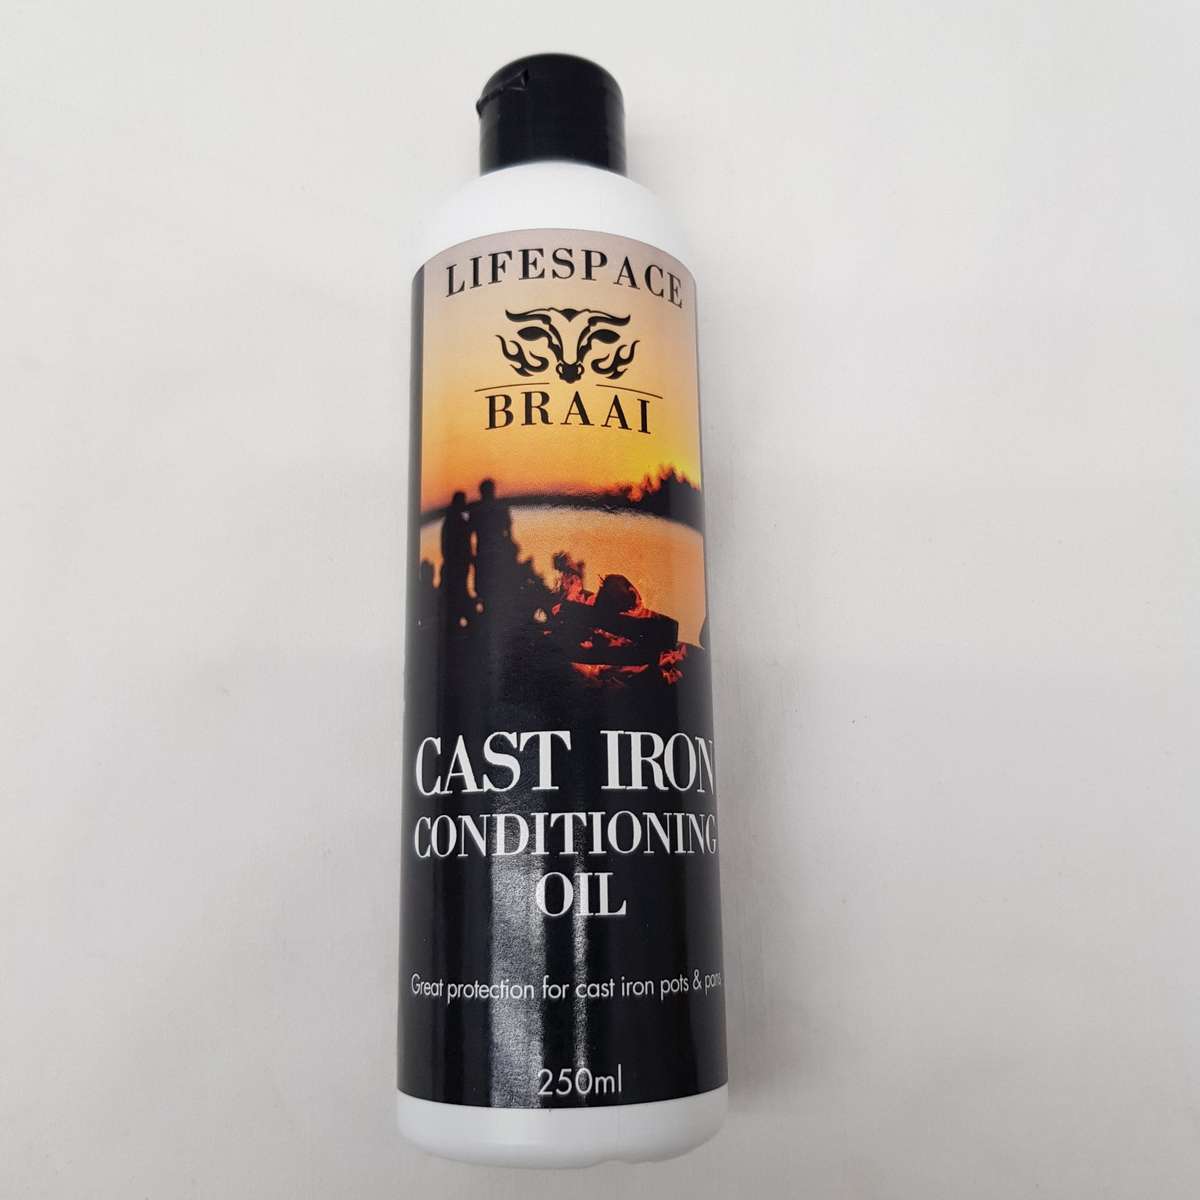 LIFESPACE
BRAAI
CAST IRON
CONDITIONING
OIL
Great protection for cast iron pots & pans
250ml